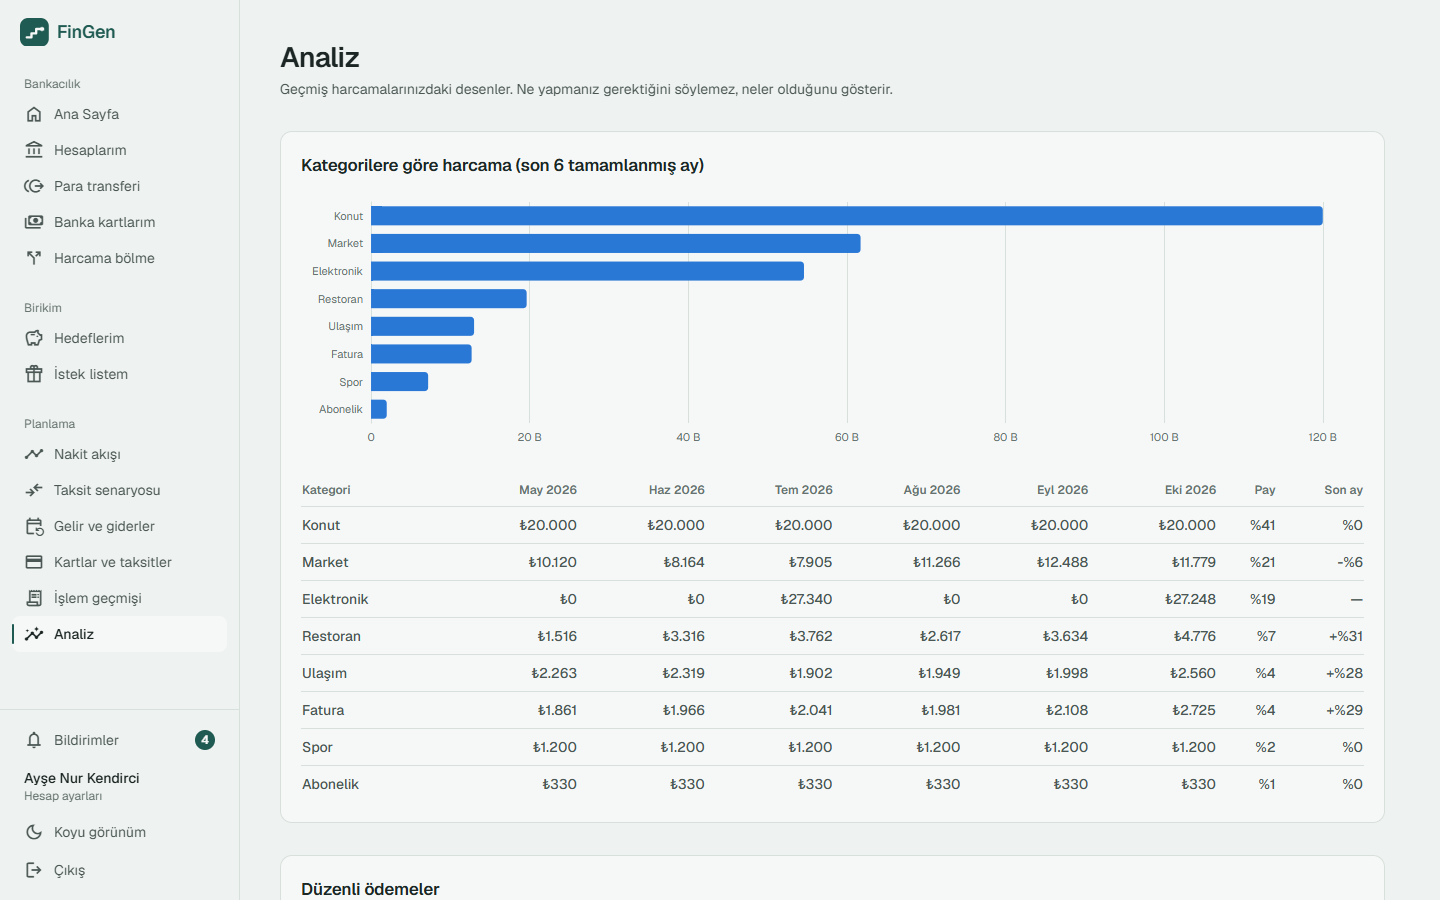 FinGen
Bankacılık
Ana Sayfa
Hesaplarım
Para transferi
Banka kartlarım
Harcama bölme
Birikim
Hedeflerim
İstek listem
Planlama
Nakit akışı
Taksit senaryosu
Gelir ve giderler
Kartlar ve taksitler
İşlem geçmişi
Analiz
Bildirimler 4
Ayşe Nur Kendirci
Hesap ayarları
Koyu görünüm
Çıkış
Analiz
Geçmiş harcamalarınızdaki desenler. Ne yapmanız gerektiğini söylemez, neler olduğunu gösterir.
Kategorilere göre harcama (son 6 tamamlanmış ay)
Konut
Market
Elektronik
Restoran
Ulaşım
Fatura
Spor
Abonelik
0 20 B 40 B 60 B 80 B 100 B 120 B
Kategori May 2026 Haz 2026 Tem 2026 Ağu 2026 Eyl 2026 Eki 2026 Pay Son ay
Konut ₺20.000 ₺20.000 ₺20.000 ₺20.000 ₺20.000 ₺20.000 %41 %0
Market ₺10.120 ₺8.164 ₺7.905 ₺11.266 ₺12.488 ₺11.779 %21 -%6
Elektronik ₺0 ₺0 ₺27.340 ₺0 ₺0 ₺27.248 %19 —
Restoran ₺1.516 ₺3.316 ₺3.762 ₺2.617 ₺3.634 ₺4.776 %7 +%31
Ulaşım ₺2.263 ₺2.319 ₺1.902 ₺1.949 ₺1.998 ₺2.560 %4 +%28
Fatura ₺1.861 ₺1.966 ₺2.041 ₺1.981 ₺2.108 ₺2.725 %4 +%29
Spor ₺1.200 ₺1.200 ₺1.200 ₺1.200 ₺1.200 ₺1.200 %2 %0
Abonelik ₺330 ₺330 ₺330 ₺330 ₺330 ₺330 %1 %0
Düzenli ödemeler